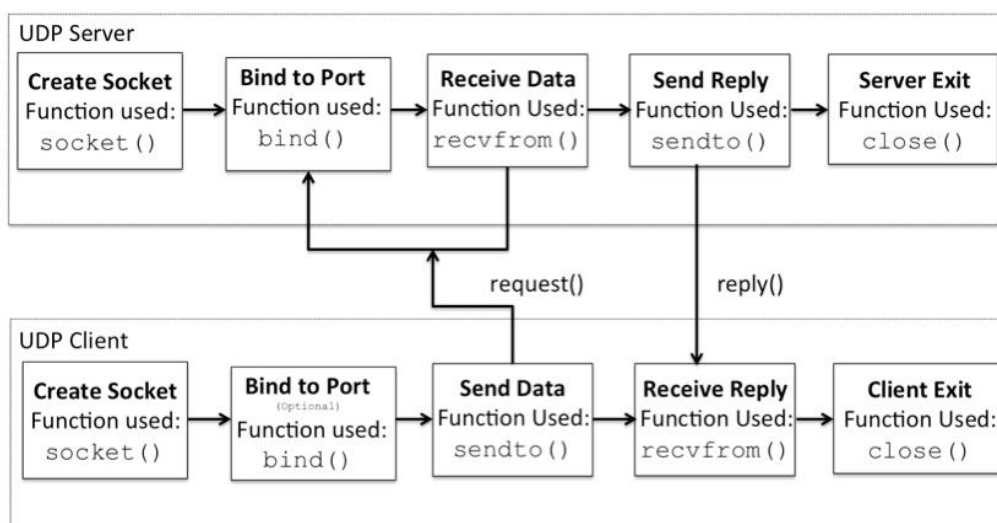 UDP Server
Create Socket
Function used:
socket()
Bind to Port
Function used:
bind()
Receive Data
Function Used:
recvfrom()
Send Reply
Function Used:
sendto()
Server Exit
Function Used:
close()
request()
reply()
UDP Client
Create Socket
Function used:
socket()
Bind to Port
(Optional)
Function used:
bind()
Send Data
Function Used:
sendto()
Receive Reply
Function Used:
recvfrom()
Client Exit
Function Used:
close()